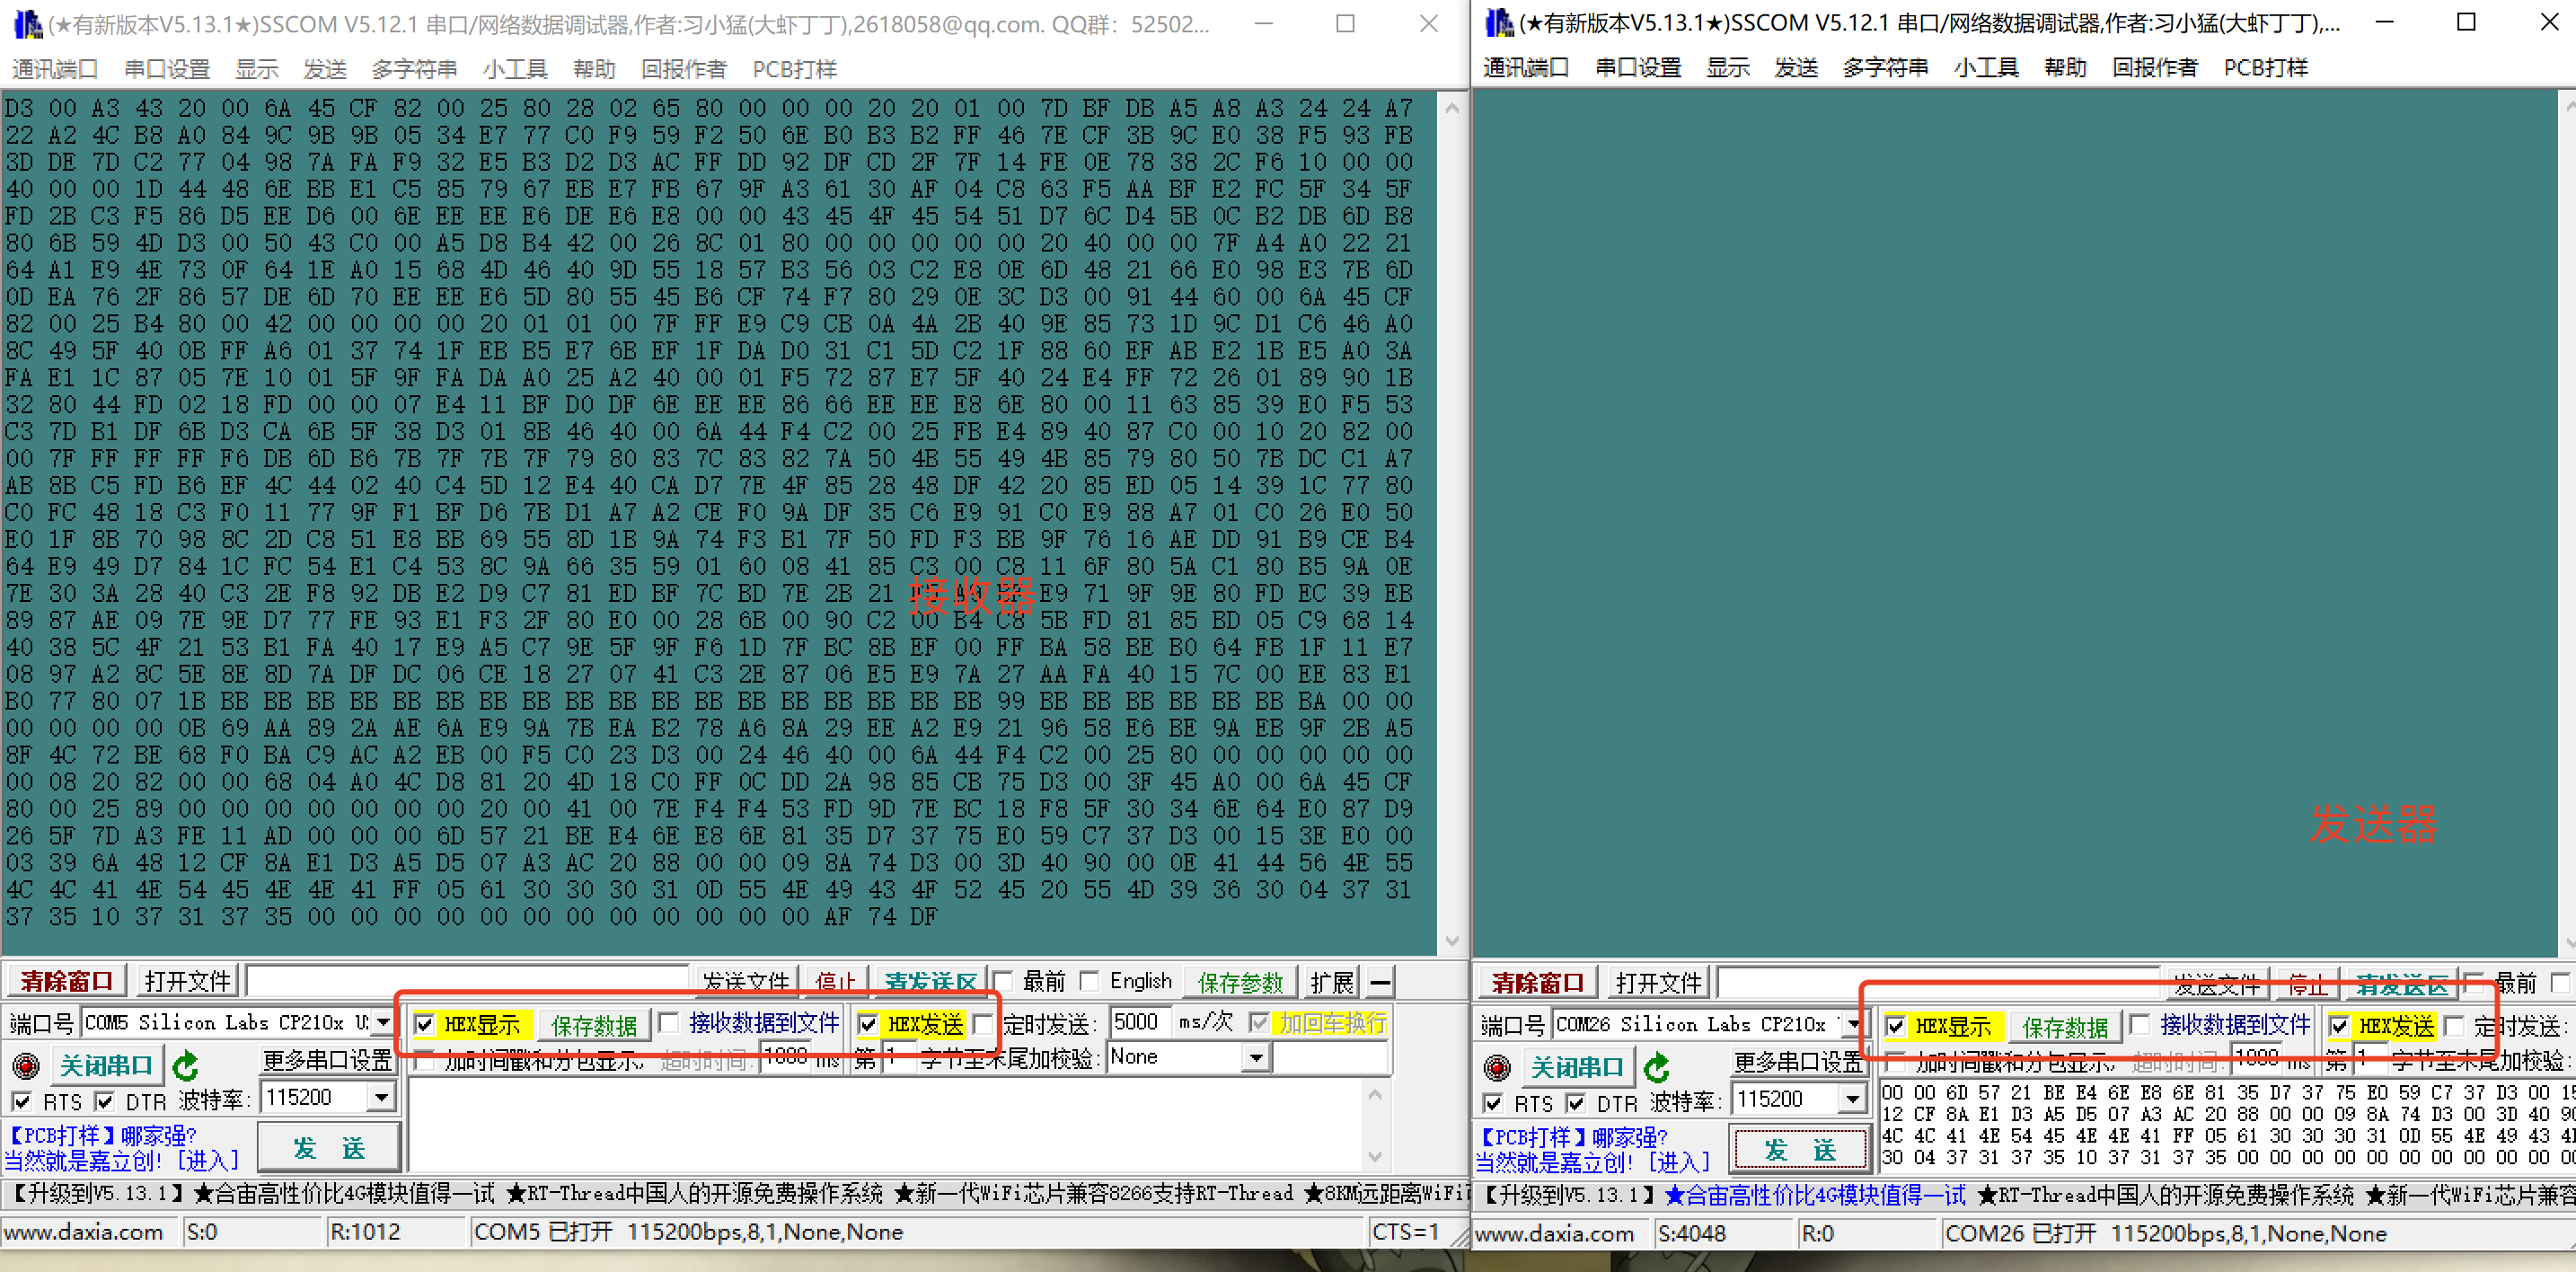 (★有新版本V5.13.1★)SSCOM V5.12.1 串口/网络数据调试器,作者:习小猛(大虾丁丁),2618058@qq.com. QQ群: 52502...
通讯端口 串口设置 显示 发送 多字符串 小工具 帮助 回报作者 PCB打样
D3 00 A3 43 20 00 6A 45 CF 82 00 25 80 28 02 65 80 00 00 00 20 20 01 00 7D BF DB A5 A8 A3 24 24 A7
22 A2 4C B8 A0 84 9C 9B 9B 05 34 E7 77 C0 F9 59 F2 50 6E B0 B3 B2 FF 46 7E CF 3B 9C E0 38 F5 93 FB
3D DE 7D C2 77 04 98 7A FA F9 32 E5 B3 D2 D3 AC FF DD 92 DF CD 2F 7F 14 FE 0E 78 38 2C F6 10 00 00
40 00 00 1D 44 48 6E BB E1 C5 85 79 67 EB E7 FB 67 9F A3 61 30 AF 04 C8 63 F5 AA BF E2 FC 5F 34 5F
FD 2B C3 F5 86 D5 EE D6 00 6E EE EE E6 DE E6 E8 00 00 43 45 4F 45 54 51 D7 6C D4 5B 0C B2 DB 6D B8
80 6B 59 4D D3 00 50 43 C0 00 A5 D8 B4 42 00 26 8C 01 80 00 00 00 00 00 20 40 00 00 7F A4 A0 22 21
64 A1 E9 4E 73 0F 64 1E A0 15 68 4D 46 40 9D 55 18 57 B3 56 03 C2 E8 0E 6D 48 21 66 E0 98 E3 7B 6D
0D EA 76 2F 86 57 DE 6D 70 EE EE E6 5D 80 55 45 B6 CF 74 F7 80 29 0E 3C D3 00 91 44 60 00 6A 45 CF
82 00 25 B4 80 00 42 00 00 00 00 20 01 01 00 7F FF E9 C9 CB 0A 4A 2B 40 9E 85 73 1D 9C D1 C6 46 A0
8C 49 5F 40 0B FF A6 01 37 74 1F EB B5 E7 6B EF 1F DA D0 31 C1 5D C2 1F 88 60 EF AB E2 1B E5 A0 3A
FA E1 1C 87 05 7E 10 01 5F 9F FA DA A0 25 A2 40 00 01 F5 72 87 E7 5F 40 24 E4 FF 72 26 01 89 90 1B
32 80 44 FD 02 18 FD 00 00 07 E4 11 BF D0 DF 6E EE EE EE 86 66 EE EE E8 6E 80 00 11 63 85 39 E0 F5 53
C3 7D B1 DF 6B D3 CA 6B 5F 38 D3 01 8B 46 40 00 6A 44 F4 C2 00 25 FB E4 89 40 87 C0 00 10 20 82 00
00 7F FF FF FF F6 DB 6D B6 7B 7F 7B 7F 79 80 83 7C 83 82 7A 50 4B 55 49 4B 85 79 80 50 7B DC C1 A7
AB 8B C5 FD B6 EF 4C 44 02 40 C4 5D 12 E4 40 CA D7 7E 4F 85 28 48 DF 42 20 85 ED 05 14 39 1C 77 80
C0 FC 48 18 C3 F0 11 77 9F F1 BF D6 7B D1 A7 A2 CE F0 9A DF 35 C6 E9 91 C0 E9 88 A7 01 C0 26 E0 50
E0 1F 8B 70 98 8C 2D C8 51 E8 BB 69 55 8D 1B 9A 74 F3 B1 7F 50 FD F3 BB 9F 76 16 AE DD 91 B9 CE B4
64 E9 49 D7 84 1C FC 54 E1 C4 53 8C 9A 66 35 59 01 60 08 41 85 C3 00 C8 11 6F 80 5A C1 80 B5 9A 0E
7E 30 3A 28 40 C3 2E F8 92 DB E2 D9 C7 81 ED BF 7C BD 7E 2B 21 E9 71 9F 9E 80 FD EC 39 EB
接收器
89 87 AE 09 7E 9E D7 77 FE 93 E1 F3 2F 80 E0 00 28 6B 00 90 C2 00 B4 C8 5B FD 81 85 BD 05 C9 68 14
40 38 5C 4F 21 53 B1 FA 40 17 E9 A5 C7 9E 5F 9F F6 1D 7F BC 8B EF 00 FF BA 58 BE B0 64 FB 1F 11 E7
08 97 A2 8C 5E 8E 8D 7A DF DC 06 CE 18 27 07 41 C3 2E 87 06 E5 E9 7A 27 AA FA 40 15 7C 00 EE 83 E1
B0 77 80 07 1B BB BB BB BB BB BB BB BB BB BB BB BB BB BB BB BB BB BB 99 BB BB BB BB BB BB BA 00 00
00 00 00 00 0B 69 AA 89 2A AE 6A E9 9A 7B EA B2 78 A6 8A 29 EE A2 E9 21 96 58 E6 BE 9A EB 9F 2B A5
8F 4C 72 BE 68 F0 BA C9 AC A2 EB 00 F5 C0 23 D3 00 24 46 40 00 6A 44 F4 C2 00 25 80 00 00 00 00 00
00 08 20 82 00 00 68 04 A0 4C D8 81 20 4D 18 C0 FF 0C DD 2A 98 85 CB 75 D3 00 3F 45 A0 00 6A 45 CF
80 00 25 89 00 00 00 00 00 00 00 20 00 41 00 7E F4 F4 53 FD 9D 7E BC 18 F8 5F 30 34 6E 64 E0 87 D9
26 5F 7D A3 FE 11 AD 00 00 00 6D 57 21 BE E4 6E E8 6E 81 35 D7 37 75 E0 59 C7 37 D3 00 15 3E E0 00
03 39 6A 48 12 CF 8A E1 D3 A5 D5 07 A3 AC 20 88 00 00 09 8A 74 D3 00 3D 40 90 00 0E 41 44 56 4E 55
4C 4C 41 4E 54 45 4E 4E 41 FF 05 61 30 30 30 31 0D 55 4E 49 43 4F 52 45 20 55 4D 39 36 30 04 37 31
37 35 10 37 31 37 35 00 00 00 00 00 00 00 00 00 00 00 00 AF 74 DF
清除窗口 打开文件 发送文件 停止 清发送区 最前 English 保存参数 扩展
端口号 COM5 Silicon Labs CP210x U HEX显示 保存数据 接收数据到文件 HEX发送 定时发送: 5000 ms/次 加回车换行
关闭串口 更多串口设置 加时间戳和分包显示, 超时时间: 1000 ms 第 1 字节至末尾加校验: None
RTS DTR 波特率: 115200
【PCB打样】哪家强?
当然就是嘉立创! [进入]
发 送
【升级到V5.13.1】 ★合宙高性价比4G模块值得一试 ★RT-Thread中国人的开源免费操作系统 ★新一代WiFi芯片兼容8266支持RT-Thread ★8KM远距离WiFi
www.daxia.com S:0 R:1012 COM5 已打开 115200bps,8,1,None,None CTS=1
(★有新版本V5.13.1★)SSCOM V5.12.1 串口/网络数据调试器,作者:习小猛(大虾丁丁),...
通讯端口 串口设置 显示 发送 多字符串 小工具 帮助 回报作者 PCB打样
发送器
清除窗口 打开文件 发送文件 停止 清发送区 最前
端口号 COM26 Silicon Labs CP210x HEX显示 保存数据 接收数据到文件 HEX发送 定时发送:
关闭串口 更多串口设置 加时间戳和分包显示, 超时时间: 1000 ms 第 1 字节至末尾加校验:
RTS DTR 波特率: 115200
【PCB打样】哪家强?
当然就是嘉立创! [进入]
发 送
00 00 6D 57 21 BE E4 6E E8 6E 81 35 D7 37 75 E0 59 C7 37 D3 00 15
12 CF 8A E1 D3 A5 D5 07 A3 AC 20 88 00 00 09 8A 74 D3 00 3D 40 90
4C 4C 41 4E 54 45 4E 4E 41 FF 05 61 30 30 30 31 0D 55 4E 49 43 4F
30 04 37 31 37 35 10 37 31 37 35 00 00 00 00 00 00 00 00 00 00 00
【升级到V5.13.1】 ★合宙高性价比4G模块值得一试 ★RT-Thread中国人的开源免费操作系统 ★新一代WiFi芯片兼容
www.daxia.com S:4048 R:0 COM26 已打开 115200bps,8,1,None,None